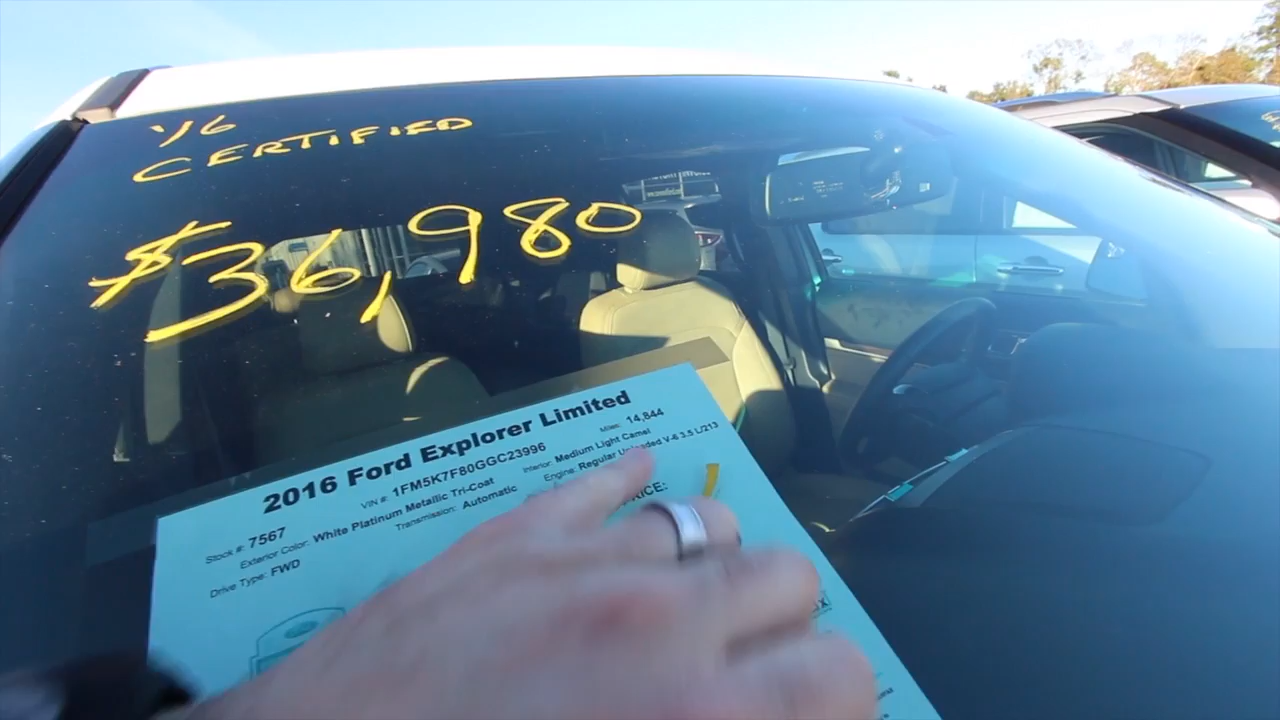 '16
CERTIFIED
$36,980
2016 Ford Explorer Limited
VIN #: 1FM5K7F80GGC23996
Miles: 14,844
Stock #: 7567
Interior: Medium Light Camel
Exterior Color: White Platinum Metallic Tri-Coat
Engine: Regular Unleaded V-6 3.5 L/213
Transmission: Automatic
Drive Type: FWD